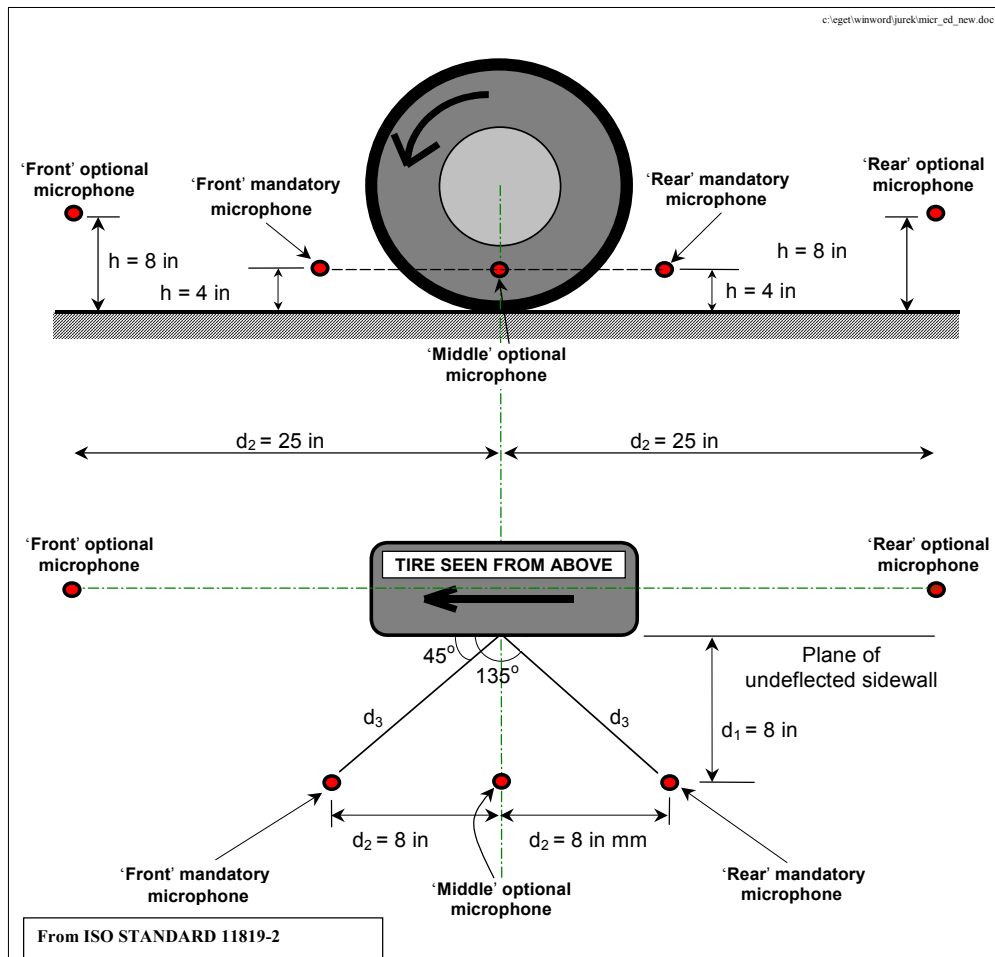 c:\eget\winword\jurek\micr_ed_new.doc
‘Front’ optional
microphone
‘Front’ mandatory
microphone
‘Rear’ mandatory
microphone
‘Rear’ optional
microphone
h = 8 in
h = 4 in
h = 8 in
h = 4 in
‘Middle’ optional
microphone
d₂ = 25 in
d₂ = 25 in
‘Front’ optional
microphone
TIRE SEEN FROM ABOVE
‘Rear’ optional
microphone
45°
135°
Plane of
undeflected sidewall
d₃
d₃
d₁ = 8 in
d₂ = 8 in
d₂ = 8 in mm
‘Front’ mandatory
microphone
‘Middle’ optional
microphone
‘Rear’ mandatory
microphone
From ISO STANDARD 11819-2